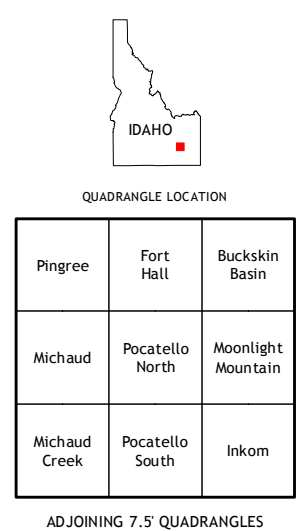 IDAHO
QUADRANGLE LOCATION
Pingree
Fort
Hall
Buckskin
Basin
Michaud
Pocatello
North
Moonlight
Mountain
Michaud
Creek
Pocatello
South
Inkom
ADJOINING 7.5' QUADRANGLES